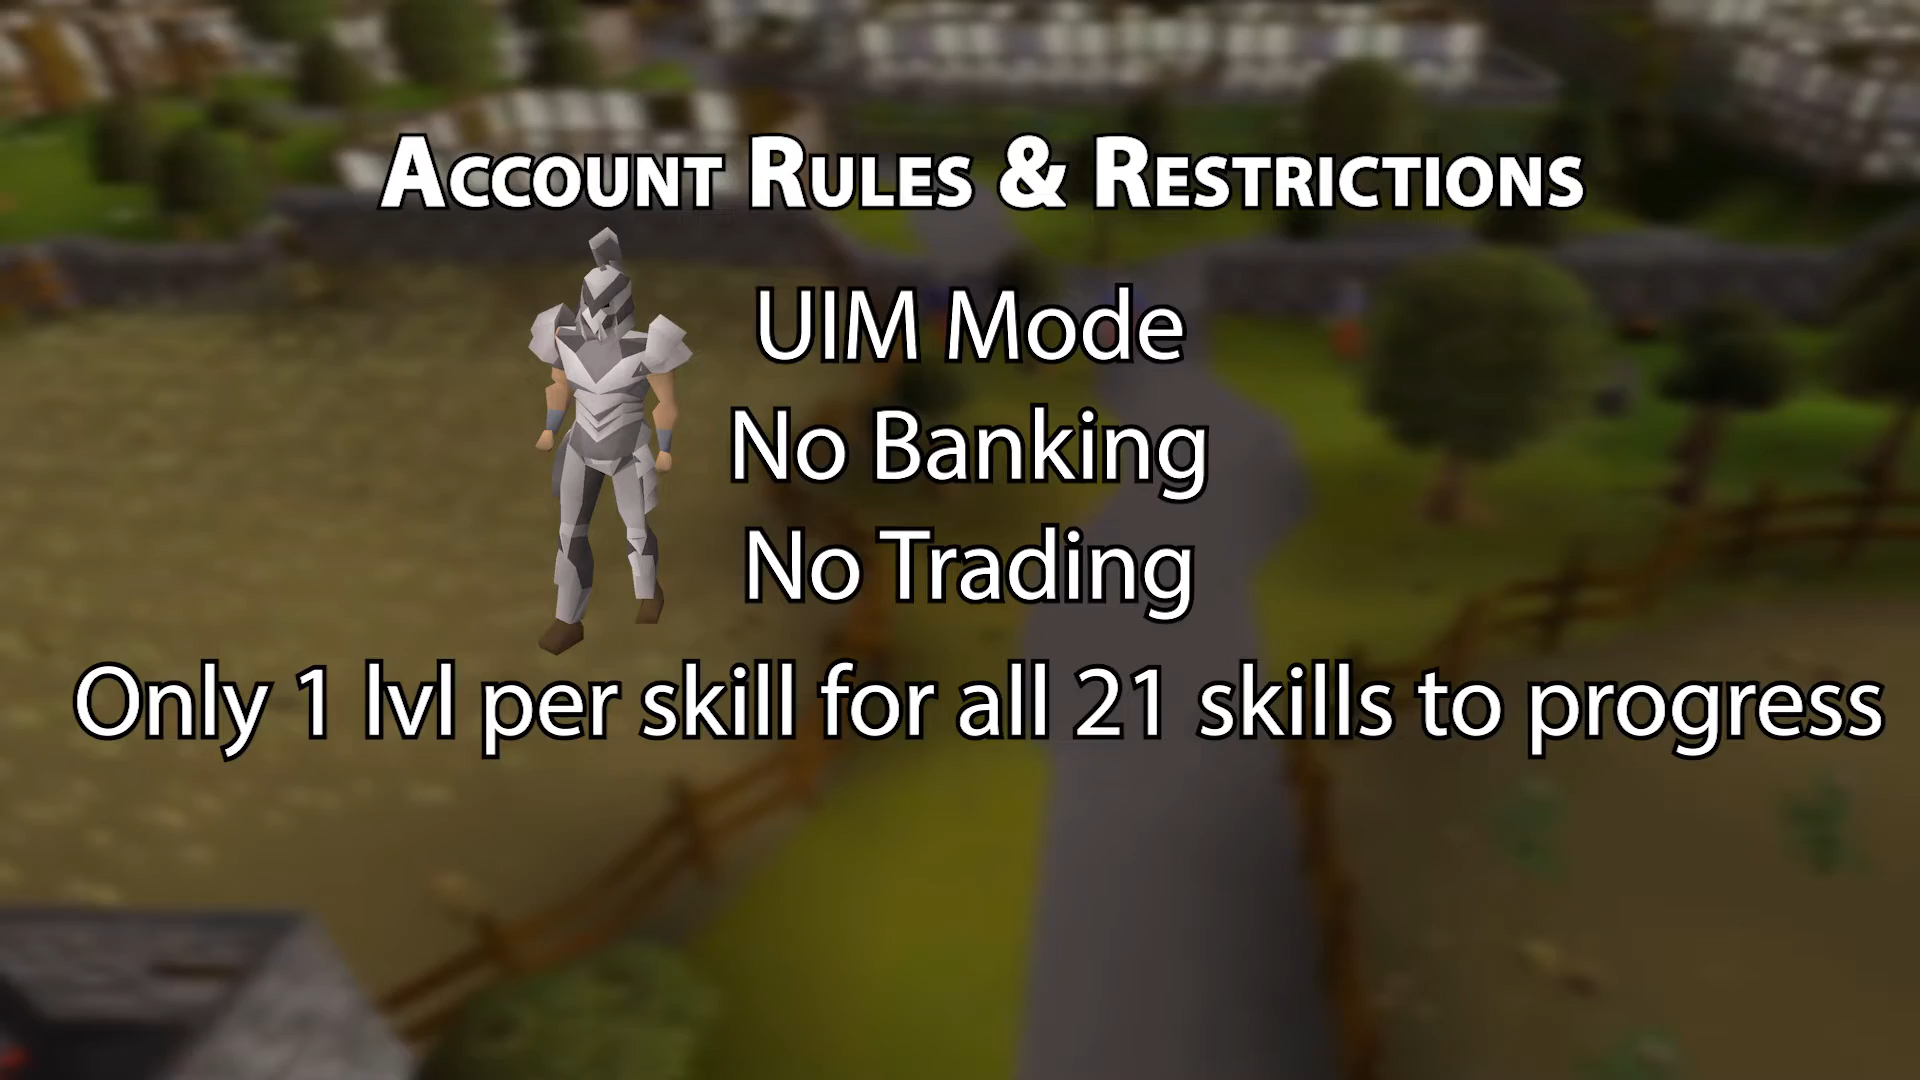 Account Rules & Restrictions
UIM Mode
No Banking
No Trading
Only 1 lvl per skill for all 21 skills to progress